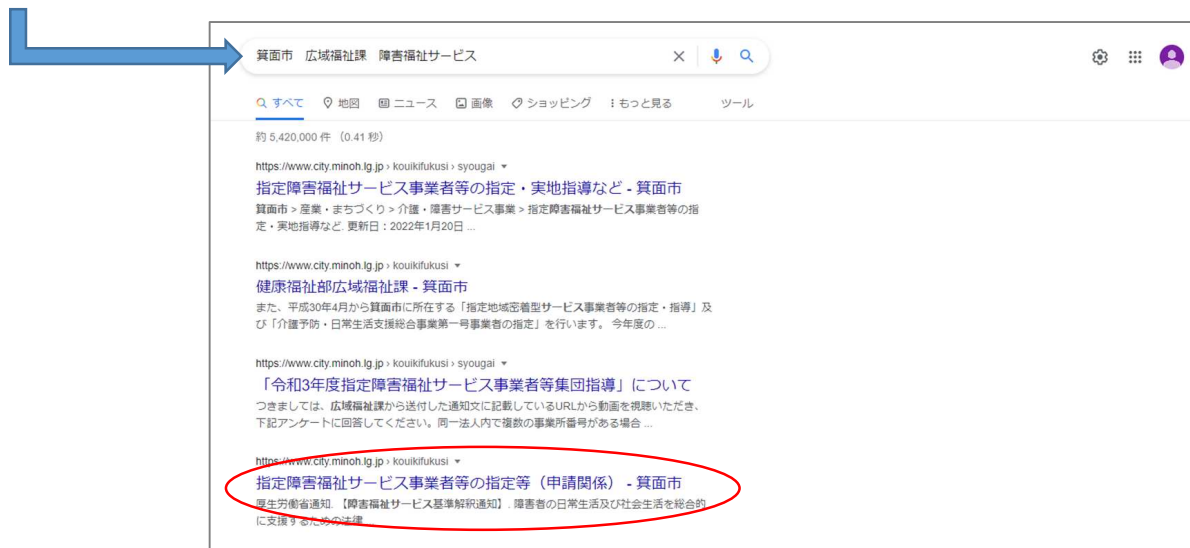 箕面市　広域福祉課　障害福祉サービス
すべて 地図 ニュース 画像 ショッピング もっと見る ツール
約 5,420,000 件 （0.41 秒）
https://www.city.minoh.lg.jp › kouikifukusi › syougai
指定障害福祉サービス事業者等の指定・実地指導など - 箕面市
箕面市 > 産業・まちづくり > 介護・障害サービス事業 > 指定障害福祉サービス事業者等の指
定・実地指導など. 更新日：2022年1月20日 ...
https://www.city.minoh.lg.jp › kouikifukusi
健康福祉部広域福祉課 - 箕面市
また、平成30年4月から箕面市に所在する「指定地域密着型サービス事業者等の指定・指導」及
び「介護予防・日常生活支援総合事業第一号事業者の指定」を行います。 今年度の ...
https://www.city.minoh.lg.jp › kouikifukusi › syougai
「令和3年度指定障害福祉サービス事業者等集団指導」について
つきましては、広域福祉課から送付した通知文に記載しているURLから動画を視聴いただき、
下記アンケートに回答してください。同一法人内で複数の事業所番号がある場合 ...
https://www.city.minoh.lg.jp › kouikifukusi
指定障害福祉サービス事業者等の指定等（申請関係） - 箕面市
厚生労働省通知. 【障害福祉サービス基準解釈通知】. 障害者の日常生活及び社会生活を総合的
に支援するための法律 ...